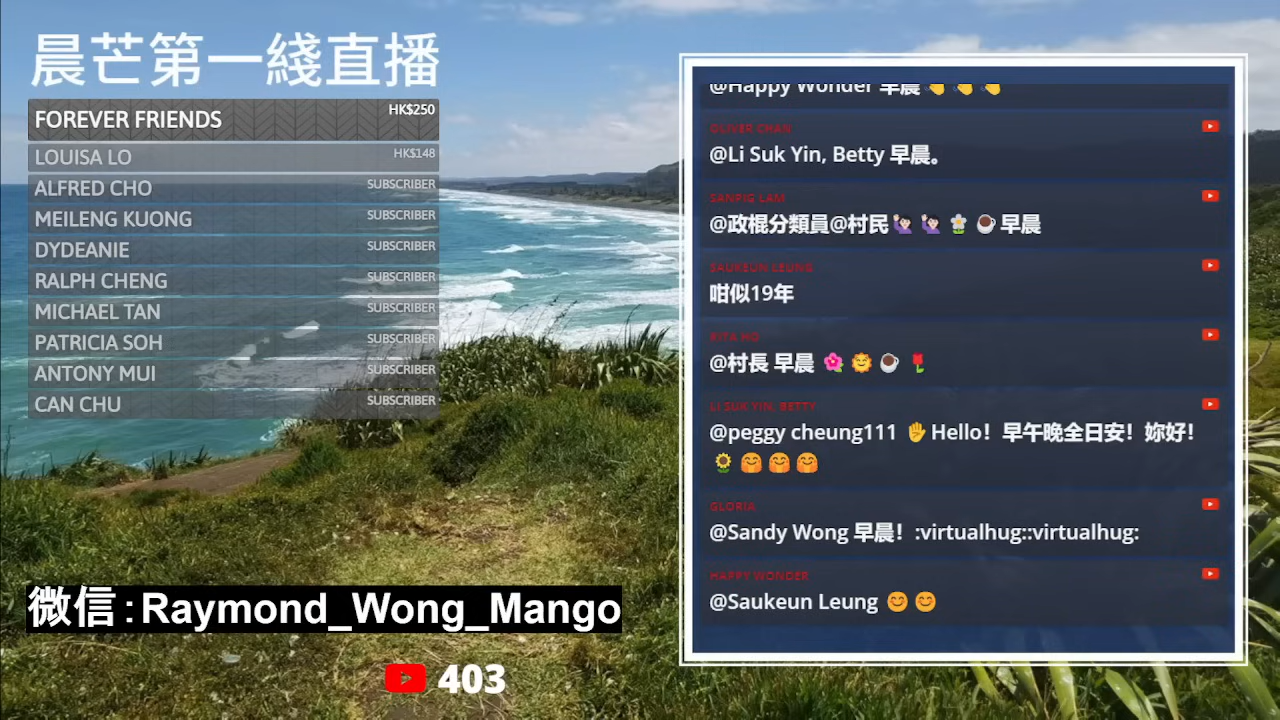 晨芒第一綫直播
FOREVER FRIENDS HK$250
LOUISA LO HK$148
ALFRED CHO SUBSCRIBER
MEILENG KUONG SUBSCRIBER
DYDEANIE SUBSCRIBER
RALPH CHENG SUBSCRIBER
MICHAEL TAN SUBSCRIBER
PATRICIA SOH SUBSCRIBER
ANTONY MUI SUBSCRIBER
CAN CHU SUBSCRIBER
微信:Raymond_Wong_Mango
403
@Happy Wonder 早晨👏👏👏
OLIVER CHAN
@Li Suk Yin, Betty 早晨。
SANPIG LAM
@政棍分類員@村民🙋🏻‍♀️🙋🏻‍♀️🌼☕早晨
SAUKEUN LEUNG
咁似19年
RITA HO
@村長 早晨 🌺🌞☕🌷
LI SUK YIN, BETTY
@peggy cheung111 ✋Hello！早午晚全日安！妳好！
🌻🤗🤗🤗
GLORIA
@Sandy Wong 早晨！:virtualhug::virtualhug:
HAPPY WONDER
@Saukeun Leung 😊😊